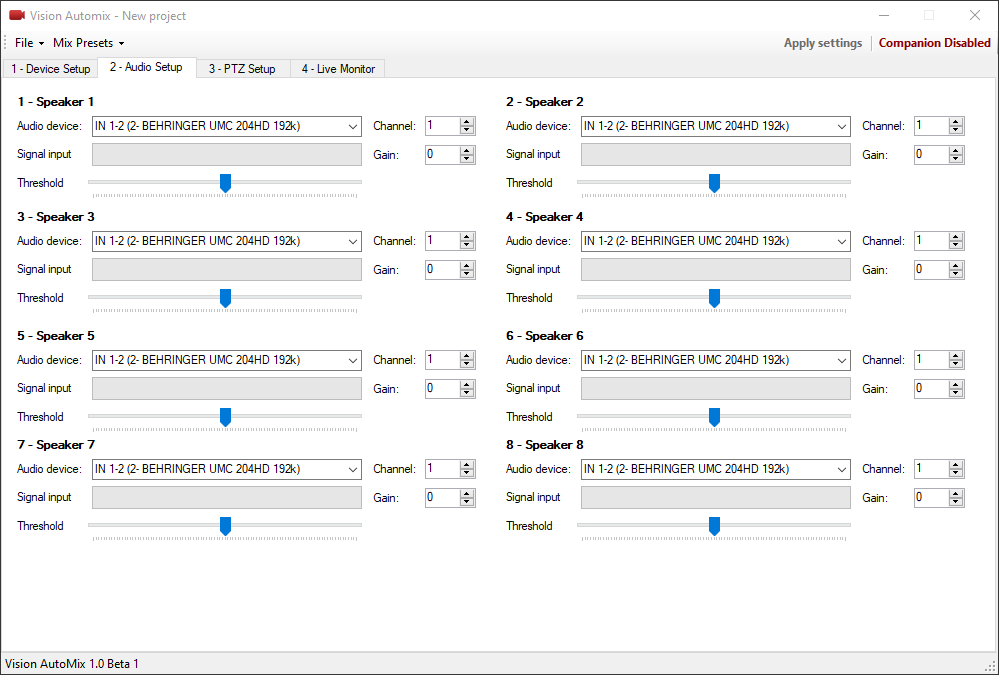 Vision Automix - New project
File Mix Presets Apply settings Companion Disabled
1 - Device Setup 2 - Audio Setup 3 - PTZ Setup 4 - Live Monitor
1 - Speaker 1
Audio device: IN 1-2 (2- BEHRINGER UMC 204HD 192k) Channel: 1
Signal input Gain: 0
Threshold
2 - Speaker 2
Audio device: IN 1-2 (2- BEHRINGER UMC 204HD 192k) Channel: 1
Signal input Gain: 0
Threshold
3 - Speaker 3
Audio device: IN 1-2 (2- BEHRINGER UMC 204HD 192k) Channel: 1
Signal input Gain: 0
Threshold
4 - Speaker 4
Audio device: IN 1-2 (2- BEHRINGER UMC 204HD 192k) Channel: 1
Signal input Gain: 0
Threshold
5 - Speaker 5
Audio device: IN 1-2 (2- BEHRINGER UMC 204HD 192k) Channel: 1
Signal input Gain: 0
Threshold
6 - Speaker 6
Audio device: IN 1-2 (2- BEHRINGER UMC 204HD 192k) Channel: 1
Signal input Gain: 0
Threshold
7 - Speaker 7
Audio device: IN 1-2 (2- BEHRINGER UMC 204HD 192k) Channel: 1
Signal input Gain: 0
Threshold
8 - Speaker 8
Audio device: IN 1-2 (2- BEHRINGER UMC 204HD 192k) Channel: 1
Signal input Gain: 0
Threshold
Vision AutoMix 1.0 Beta 1